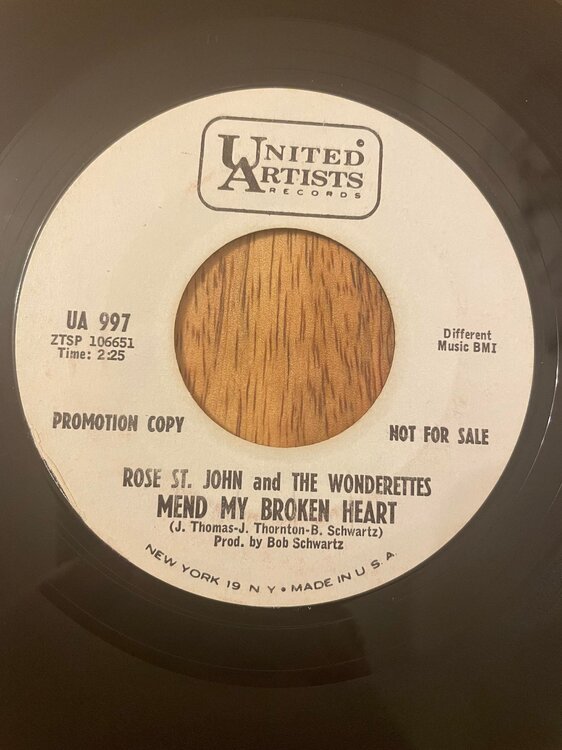 UNITED ©
ARTISTS
RECORDS
UA 997
ZTSP 106651
Time: 2:25
Different
Music BMI
PROMOTION COPY
NOT FOR SALE
ROSE ST. JOHN and THE WONDERETTES
MEND MY BROKEN HEART
(J. Thomas-J. Thornton-B. Schwartz)
Prod. by Bob Schwartz
NEW YORK 19 N Y • MADE IN U S A